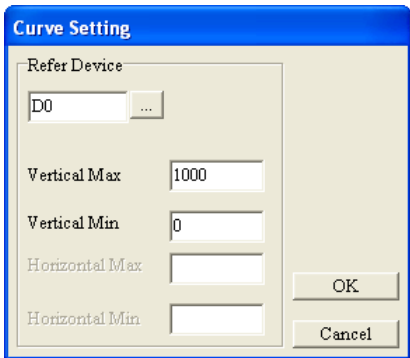 Curve Setting
Refer Device
D0 ...
Vertical Max 1000
Vertical Min 0
Horizontal Max
Horizontal Min
OK
Cancel